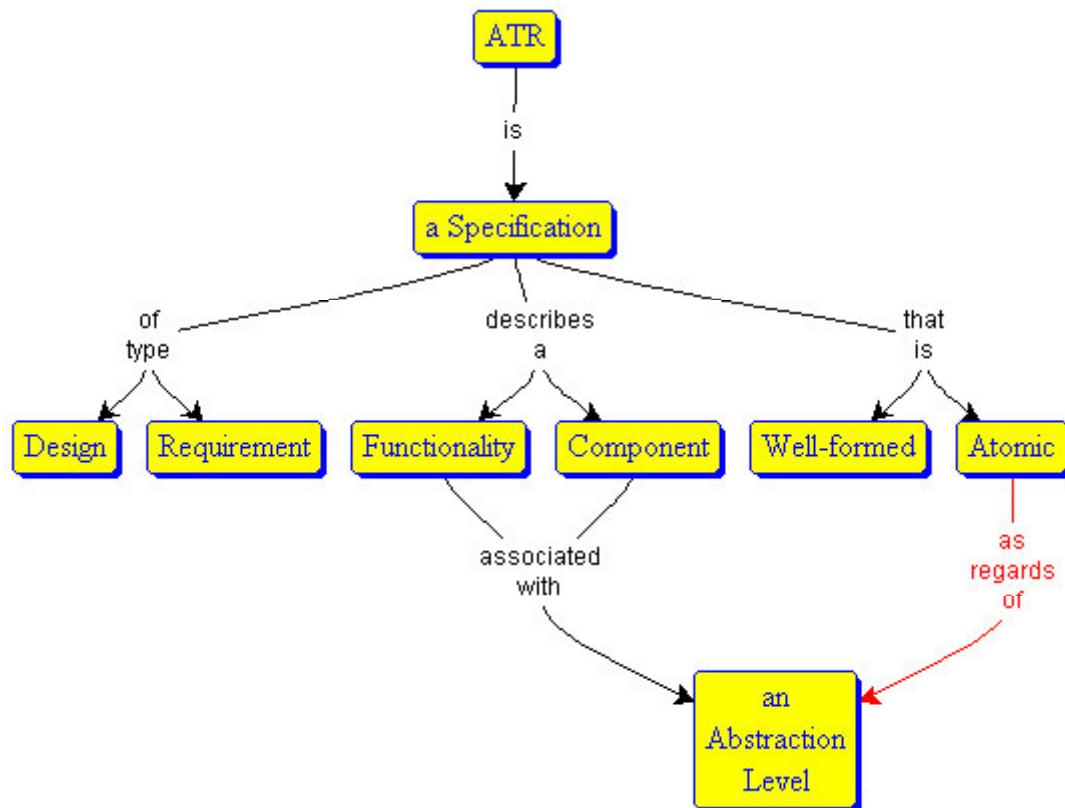 ATR
is
a Specification
of
type
describes
a
that
is
Design
Requirement
Functionality
Component
Well-formed
Atomic
associated
with
as
regards
of
an
Abstraction
Level